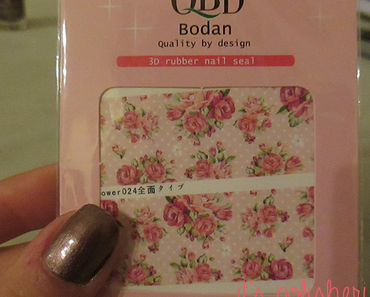 QBD
Bodan
Quality by design
3D rubber nail seal
ower024全面タイプ